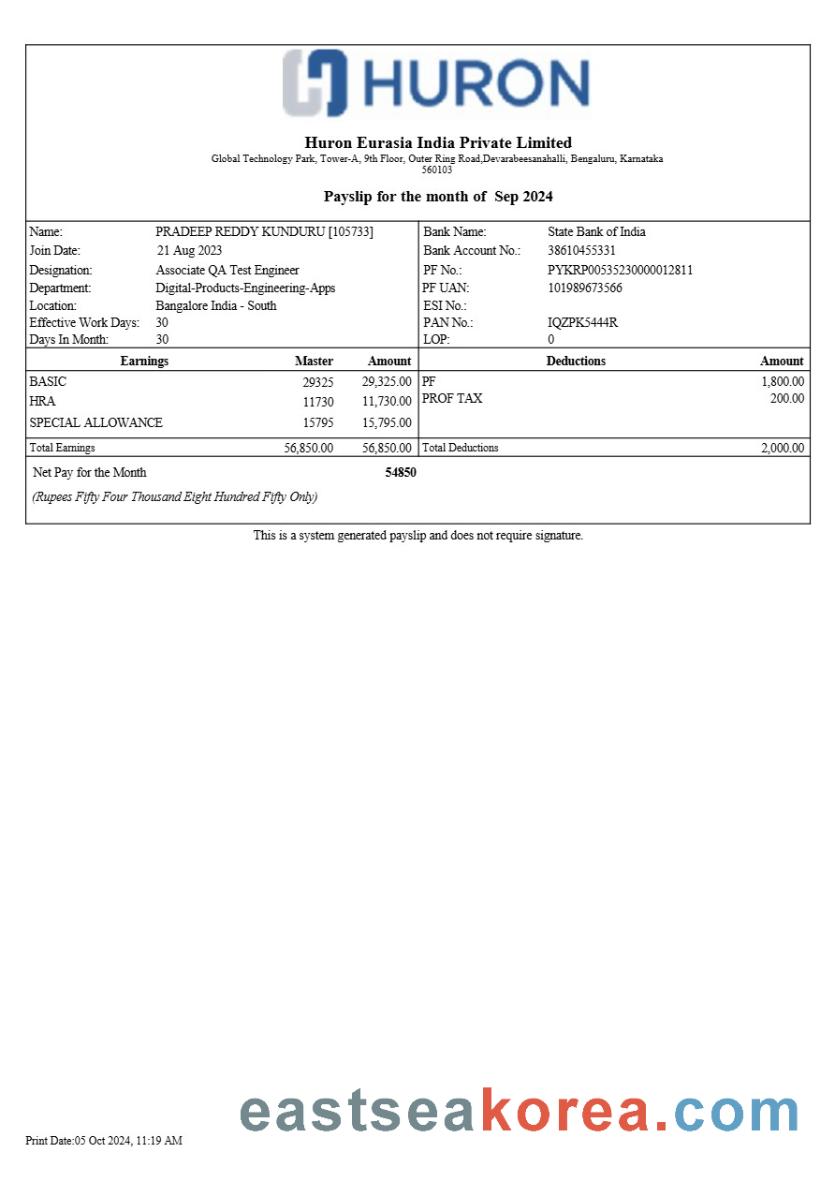 HURON
Huron Eurasia India Private Limited
Global Technology Park, Tower-A, 9th Floor, Outer Ring Road,Devarabeesanahalli, Bengaluru, Karnataka
560103
Payslip for the month of Sep 2024
Name: PRADEEP REDDY KUNDURU [105733] Bank Name: State Bank of India
Join Date: 21 Aug 2023 Bank Account No.: 38610455331
Designation: Associate QA Test Engineer PF No.: PYKRP00535230000012811
Department: Digital-Products-Engineering-Apps PF UAN: 101989673566
Location: Bangalore India - South ESI No.:
Effective Work Days: 30 PAN No.: IQZPK5444R
Days In Month: 30 LOP: 0
Earnings Master Amount Deductions Amount
BASIC 29325 29,325.00 PF 1,800.00
HRA 11730 11,730.00 PROF TAX 200.00
SPECIAL ALLOWANCE 15795 15,795.00
Total Earnings 56,850.00 56,850.00 Total Deductions 2,000.00
Net Pay for the Month 54850
(Rupees Fifty Four Thousand Eight Hundred Fifty Only)
This is a system generated payslip and does not require signature.
eastseakorea.com
Print Date:05 Oct 2024, 11:19 AM